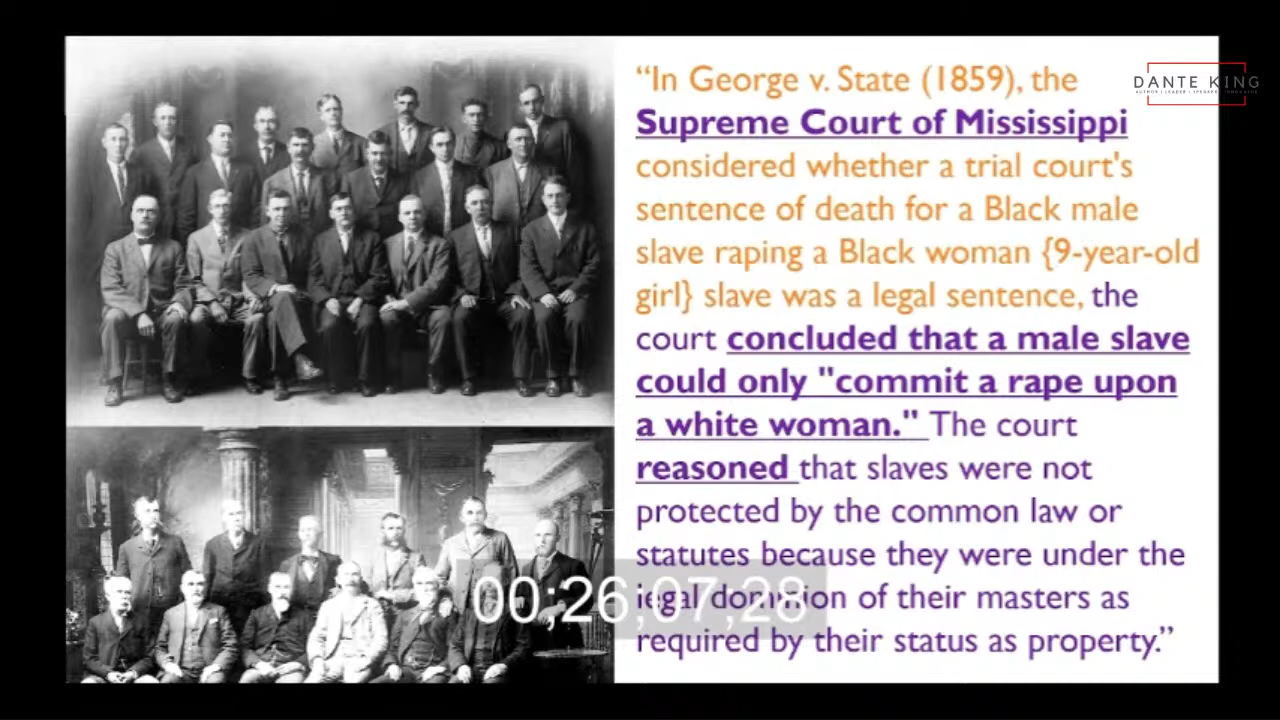 “In George v. State (1859), the
Supreme Court of Mississippi
considered whether a trial court's
sentence of death for a Black male
slave raping a Black woman {9-year-old
girl} slave was a legal sentence, the
court concluded that a male slave
could only "commit a rape upon
a white woman." The court
reasoned that slaves were not
protected by the common law or
statutes because they were under the
legal dominion of their masters as
required by their status as property.”
DANTE KING
AUTHOR | LEADER | SPEAKER | INNOVATOR
00;26;07;28